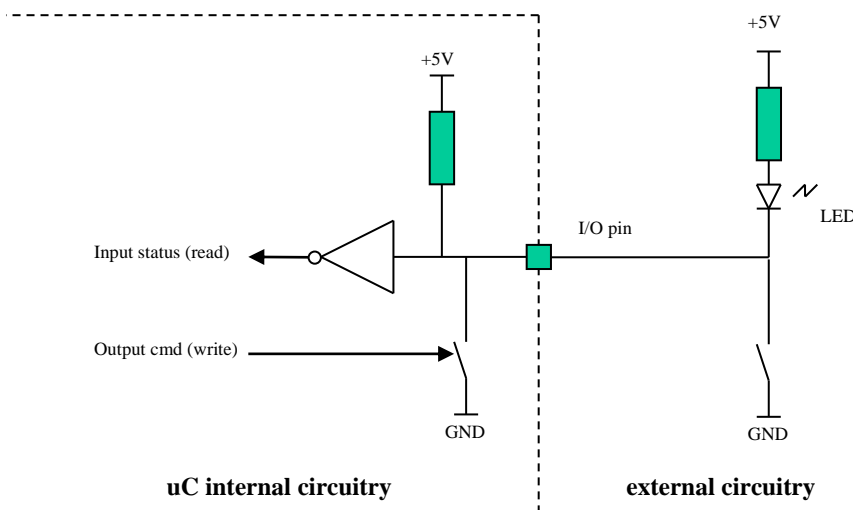 +5V
+5V
LED
I/O pin
Input status (read)
Output cmd (write)
GND
GND
uC internal circuitry
external circuitry